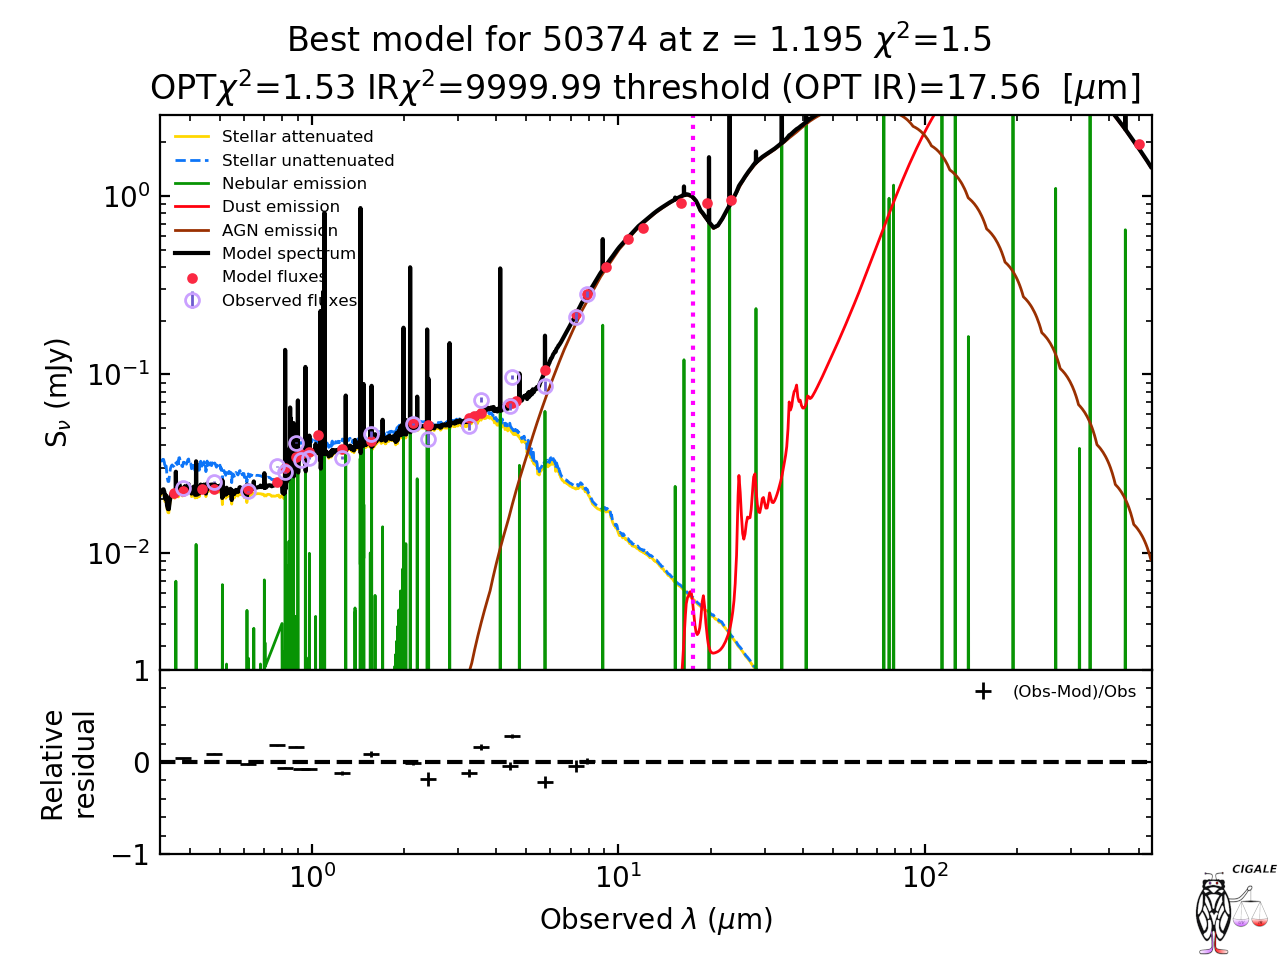 Best model for 50374 at z = 1.195 χ²=1.5
OPTχ²=1.53 IRχ²=9999.99 threshold (OPT IR)=17.56 [μm]
Stellar attenuated
Stellar unattenuated
Nebular emission
Dust emission
AGN emission
Model spectrum
Model fluxes
Observed fluxes
10⁰
10⁻¹
10⁻²
S_ν (mJy)
(Obs-Mod)/Obs
1
0
−1
Relative
residual
10⁰ 10¹ 10²
Observed λ (μm)
CIGALE